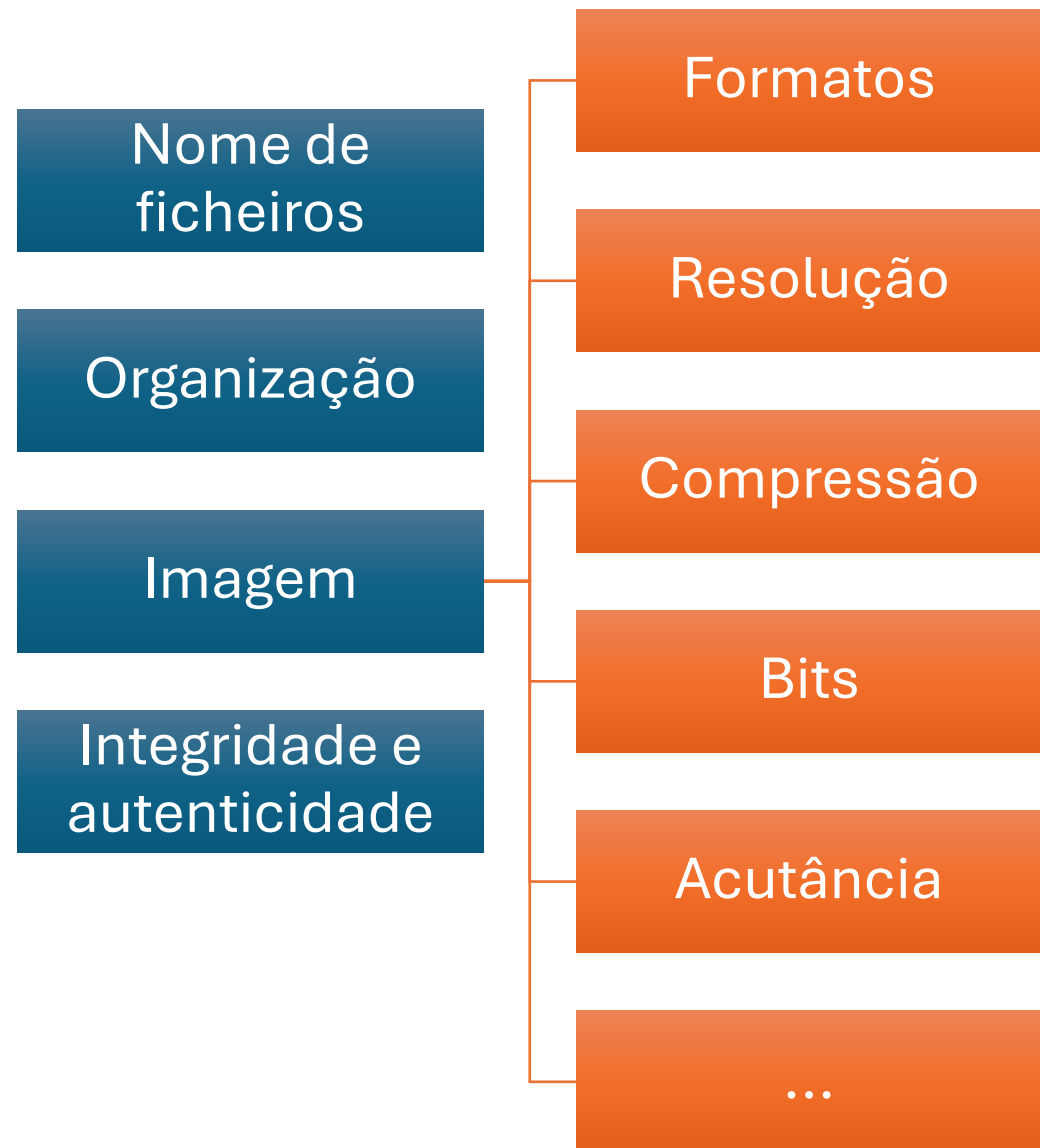 Nome de
ficheiros
Organização
Imagem
Integridade e
autenticidade
Formatos
Resolução
Compressão
Bits
Acutância
...